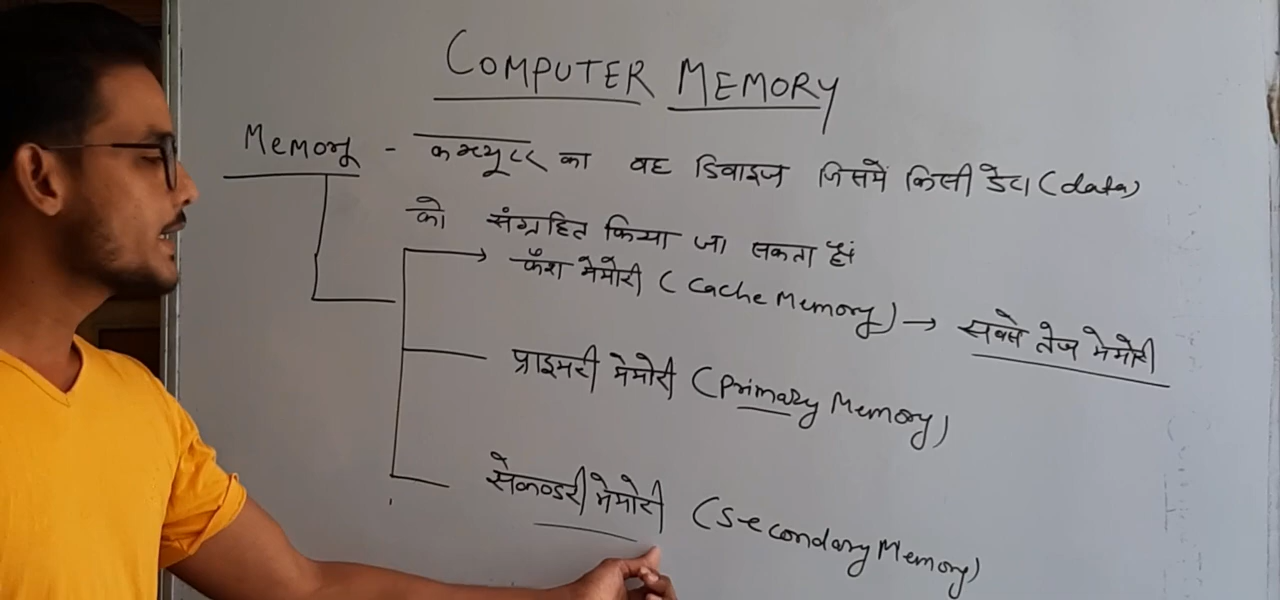 COMPUTER MEMORY
Memory - कम्प्यूटर का वह डिवाइज जिसमें किसी डेटा (data)
को संग्रहित किया जा सकता हैं
कैश मेमोरी (Cache Memory) → सबसे तेज मेमोरी
प्राइमरी मेमोरी (Primary Memory)
सेकण्डरी मेमोरी (Secondary Memory)